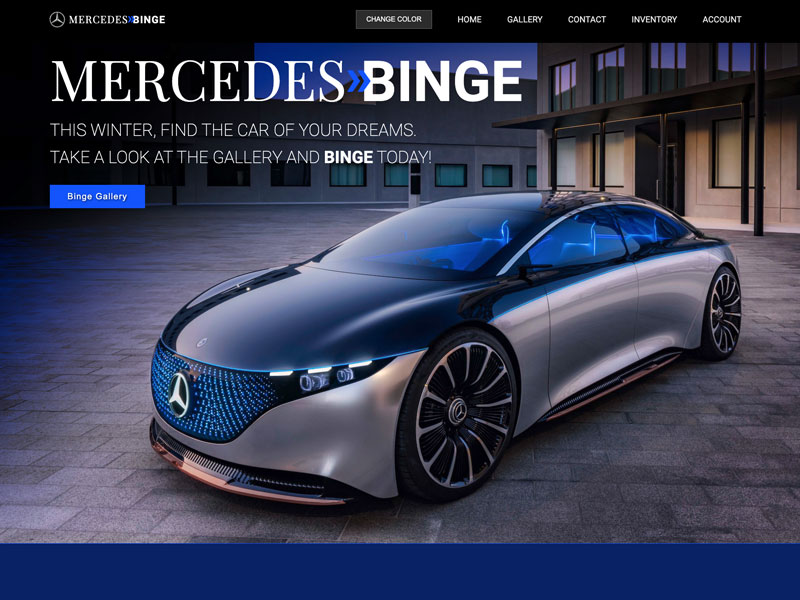 MERCEDES»BINGE
CHANGE COLOR
HOME
GALLERY
CONTACT
INVENTORY
ACCOUNT
MERCEDES»BINGE
THIS WINTER, FIND THE CAR OF YOUR DREAMS.
TAKE A LOOK AT THE GALLERY AND BINGE TODAY!
Binge Gallery